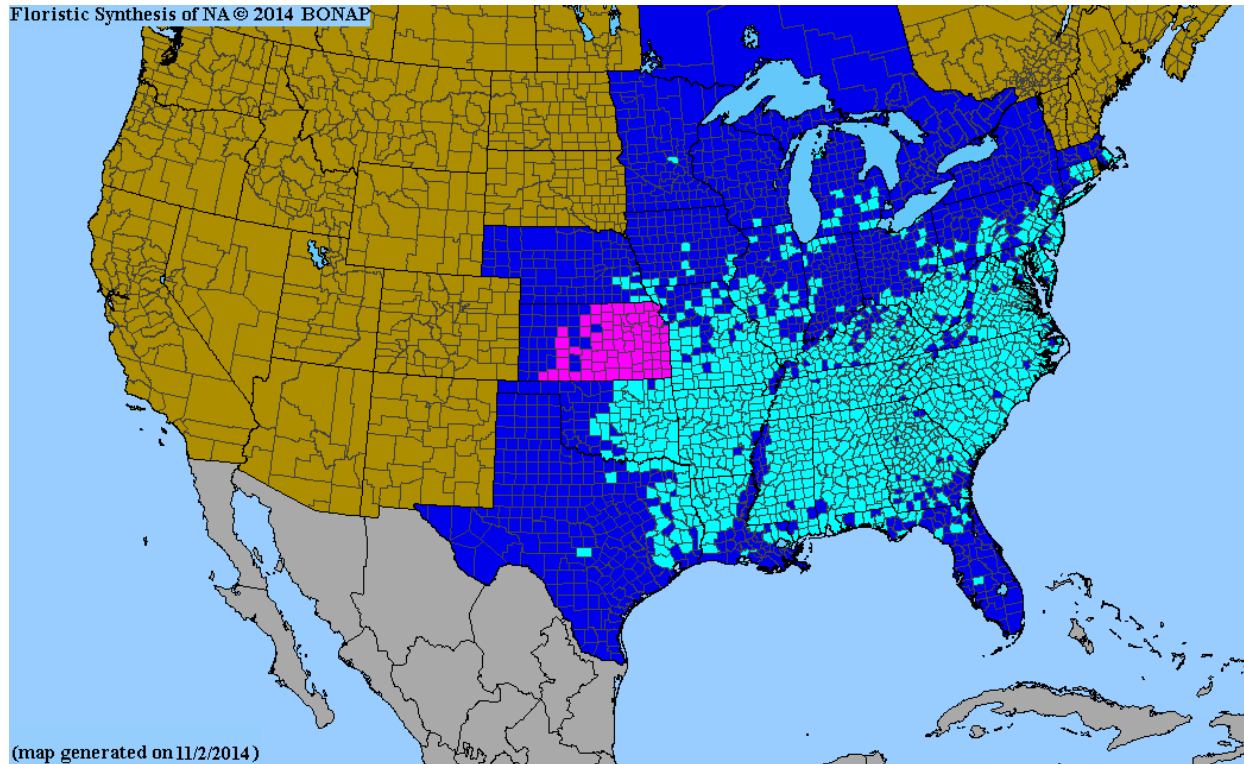 Floristic Synthesis of NA © 2014 BONAP
(map generated on 11/2/2014)